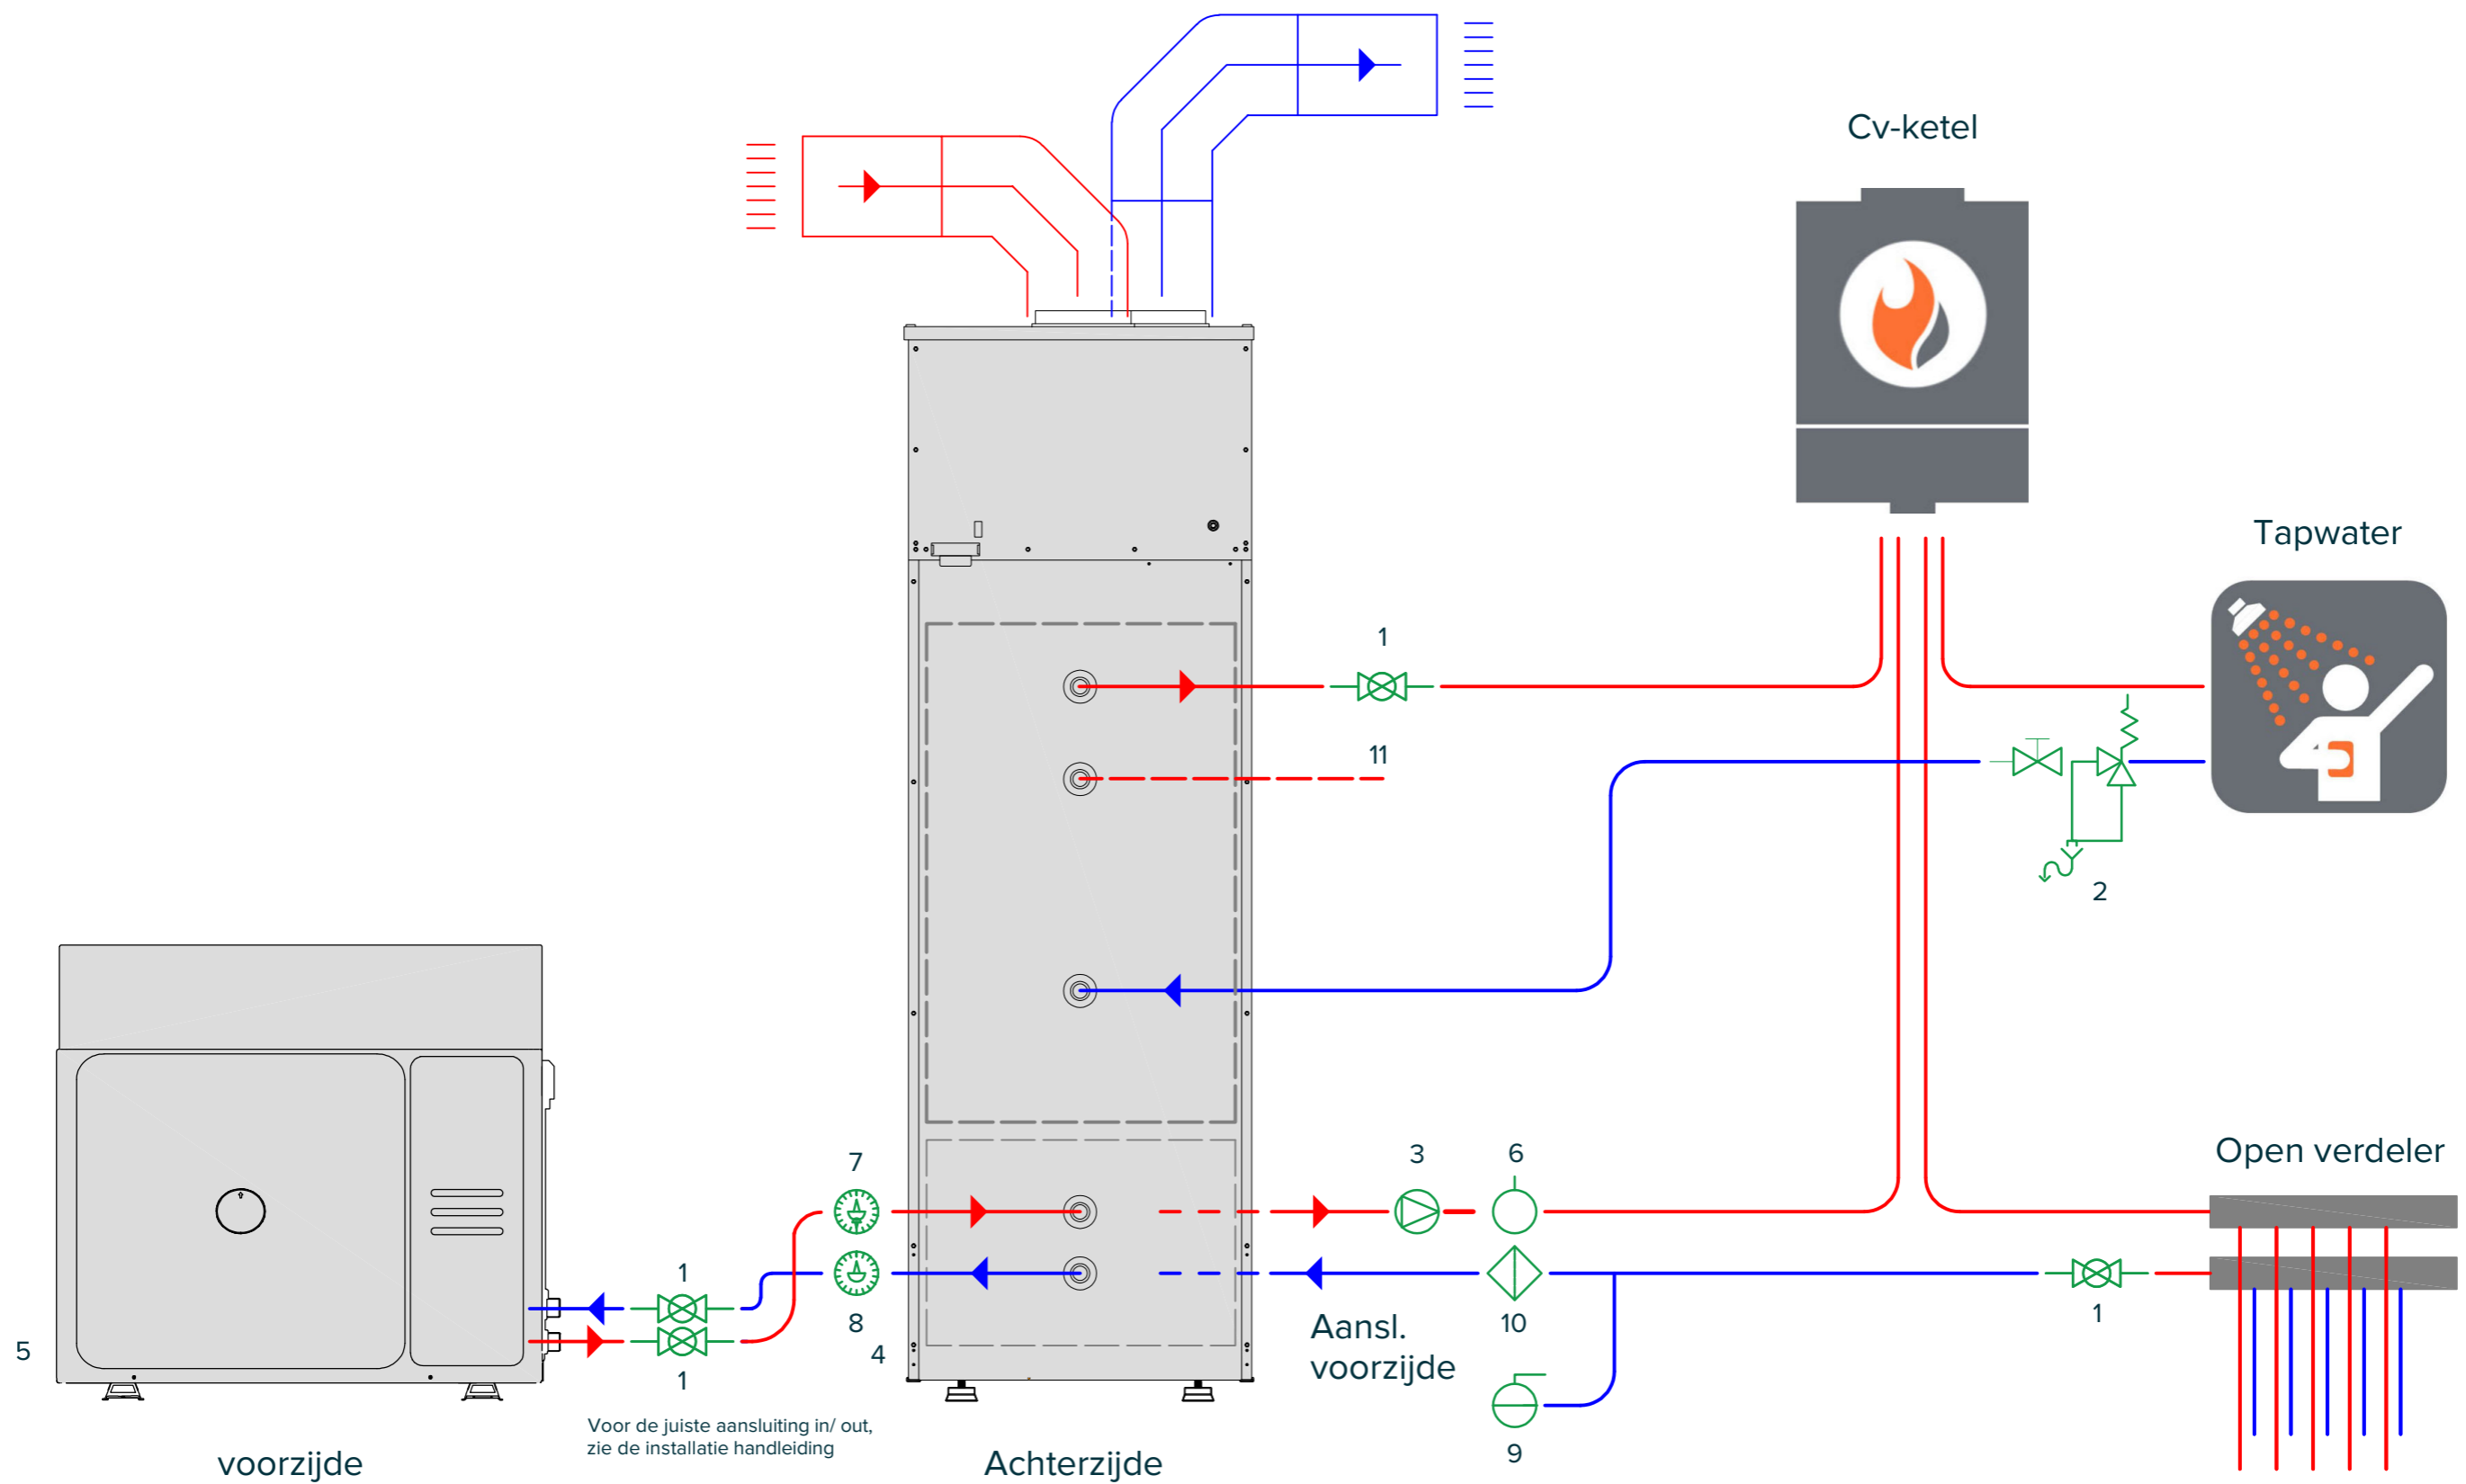 Cv-ketel
Tapwater
1
11
2
7
3
6
Open verdeler
1
8
10
1
5
4
1
Aansl.
voorzijde
9
Voor de juiste aansluiting in/ out,
zie de installatie handleiding
voorzijde
Achterzijde